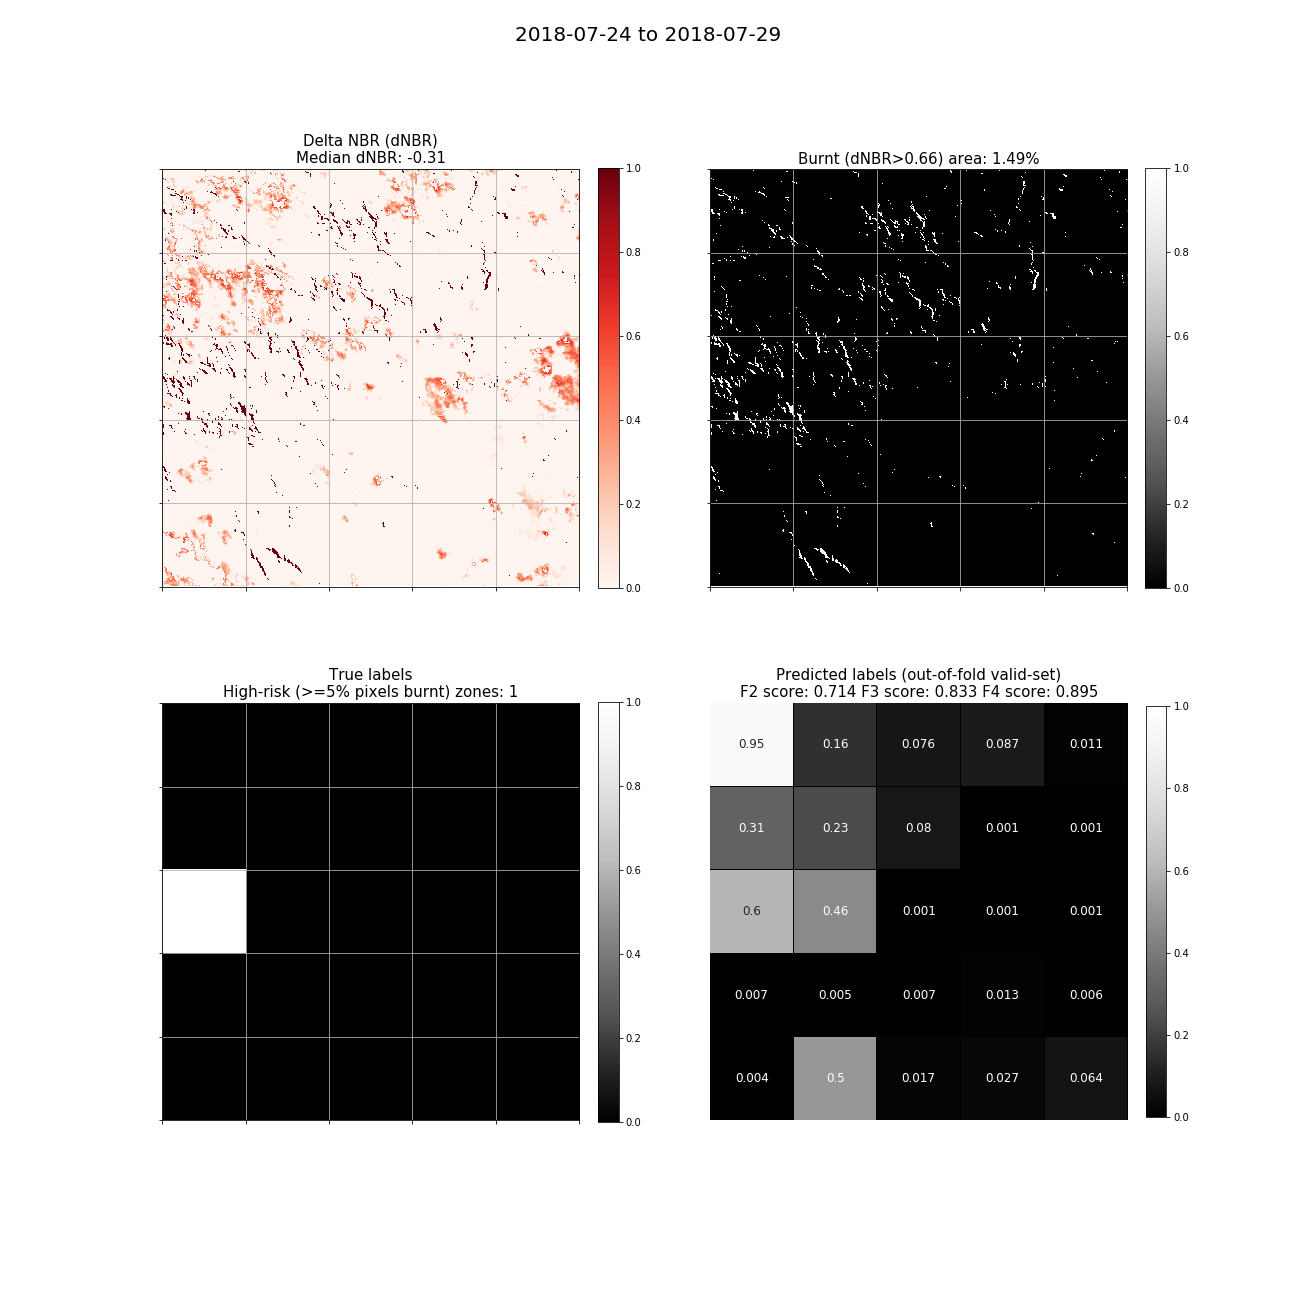 2018-07-24 to 2018-07-29
Delta NBR (dNBR)
Median dNBR: -0.31
1.0
0.8
0.6
0.4
0.2
0.0
Burnt (dNBR>0.66) area: 1.49%
1.0
0.8
0.6
0.4
0.2
0.0
True labels
High-risk (>=5% pixels burnt) zones: 1
1.0
0.8
0.6
0.4
0.2
0.0
Predicted labels (out-of-fold valid-set)
F2 score: 0.714 F3 score: 0.833 F4 score: 0.895
0.95 0.16 0.076 0.087 0.011
0.31 0.23 0.08 0.001 0.001
0.6 0.46 0.001 0.001 0.001
0.007 0.005 0.007 0.013 0.006
0.004 0.5 0.017 0.027 0.064
1.0
0.8
0.6
0.4
0.2
0.0